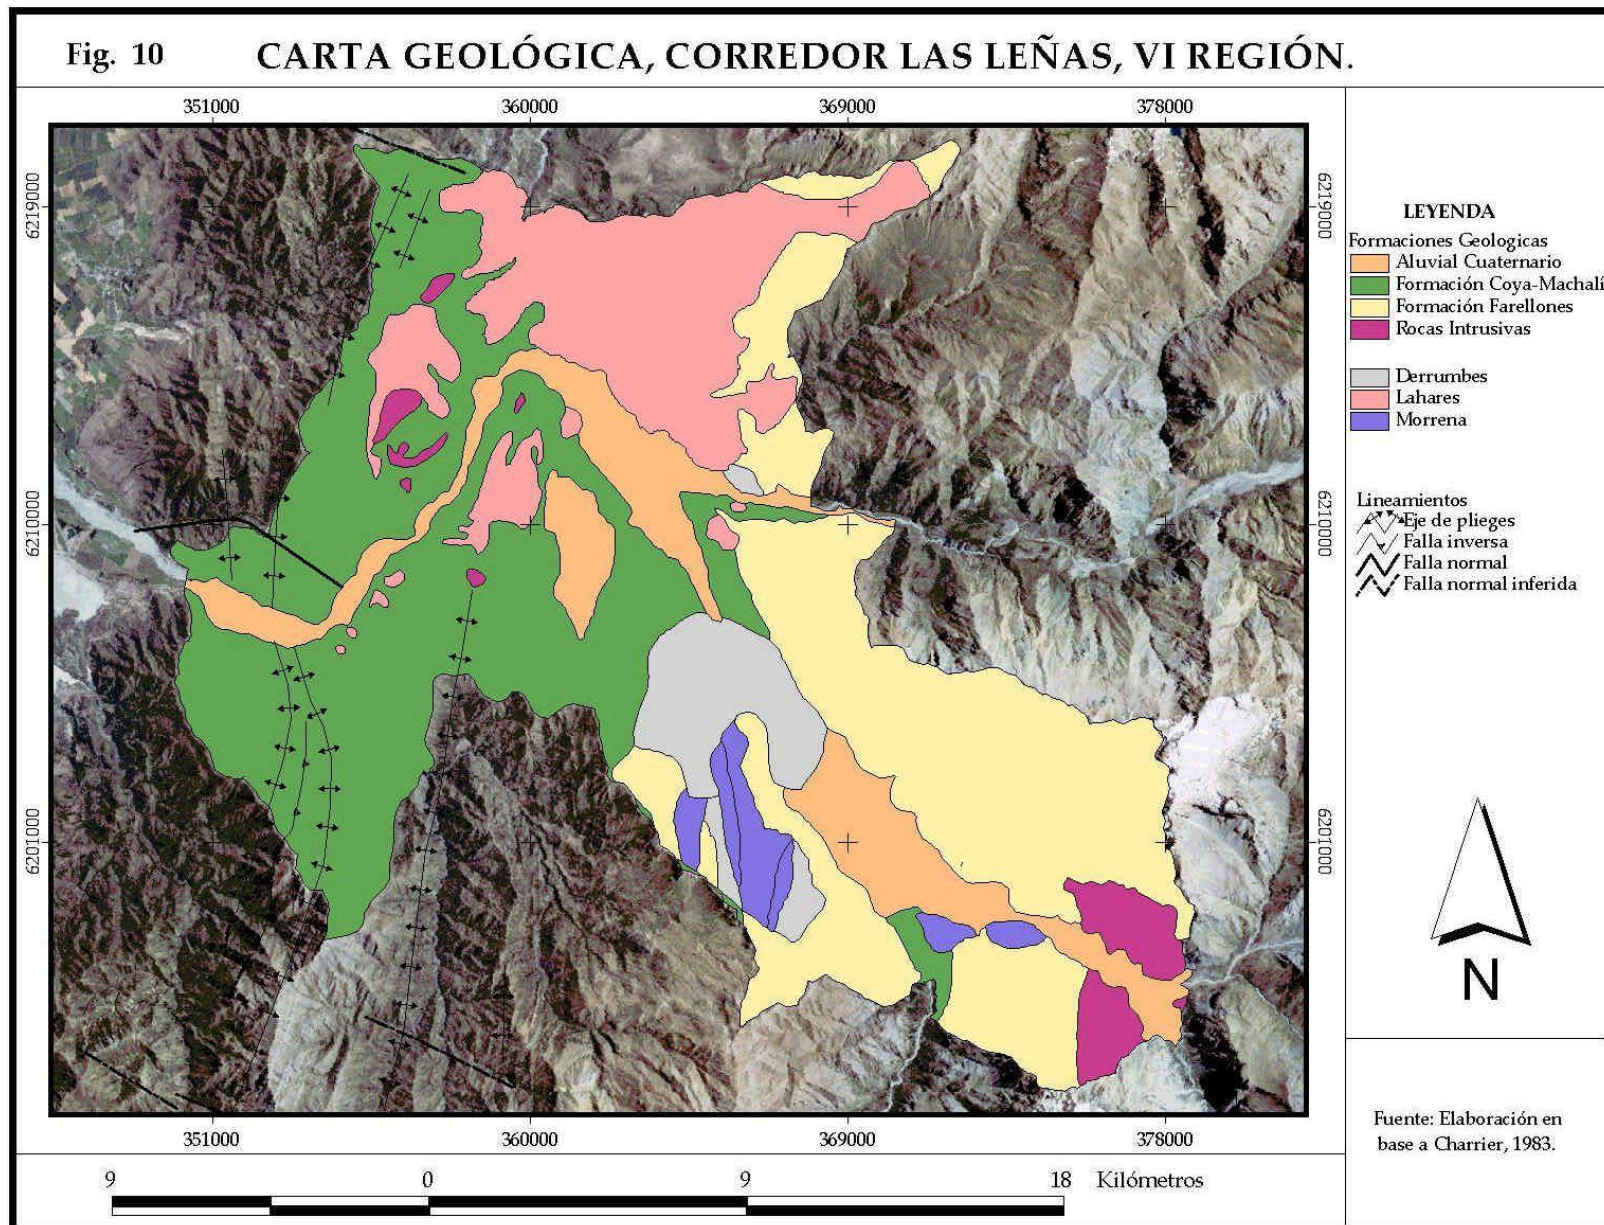 Fig. 10
CARTA GEOLÓGICA, CORREDOR LAS LEÑAS, VI REGIÓN.
351000
360000
369000
378000
6219000
6219000
6210000
6210000
6201000
6201000
351000
360000
369000
378000
LEYENDA
Formaciones Geologicas
Aluvial Cuaternario
Formación Coya-Machalí
Formación Farellones
Rocas Intrusivas
Derrumbes
Lahares
Morrena
Lineamientos
Eje de plieges
Falla inversa
Falla normal
Falla normal inferida
N
Fuente: Elaboración en
base a Charrier, 1983.
9 0 9 18 Kilómetros